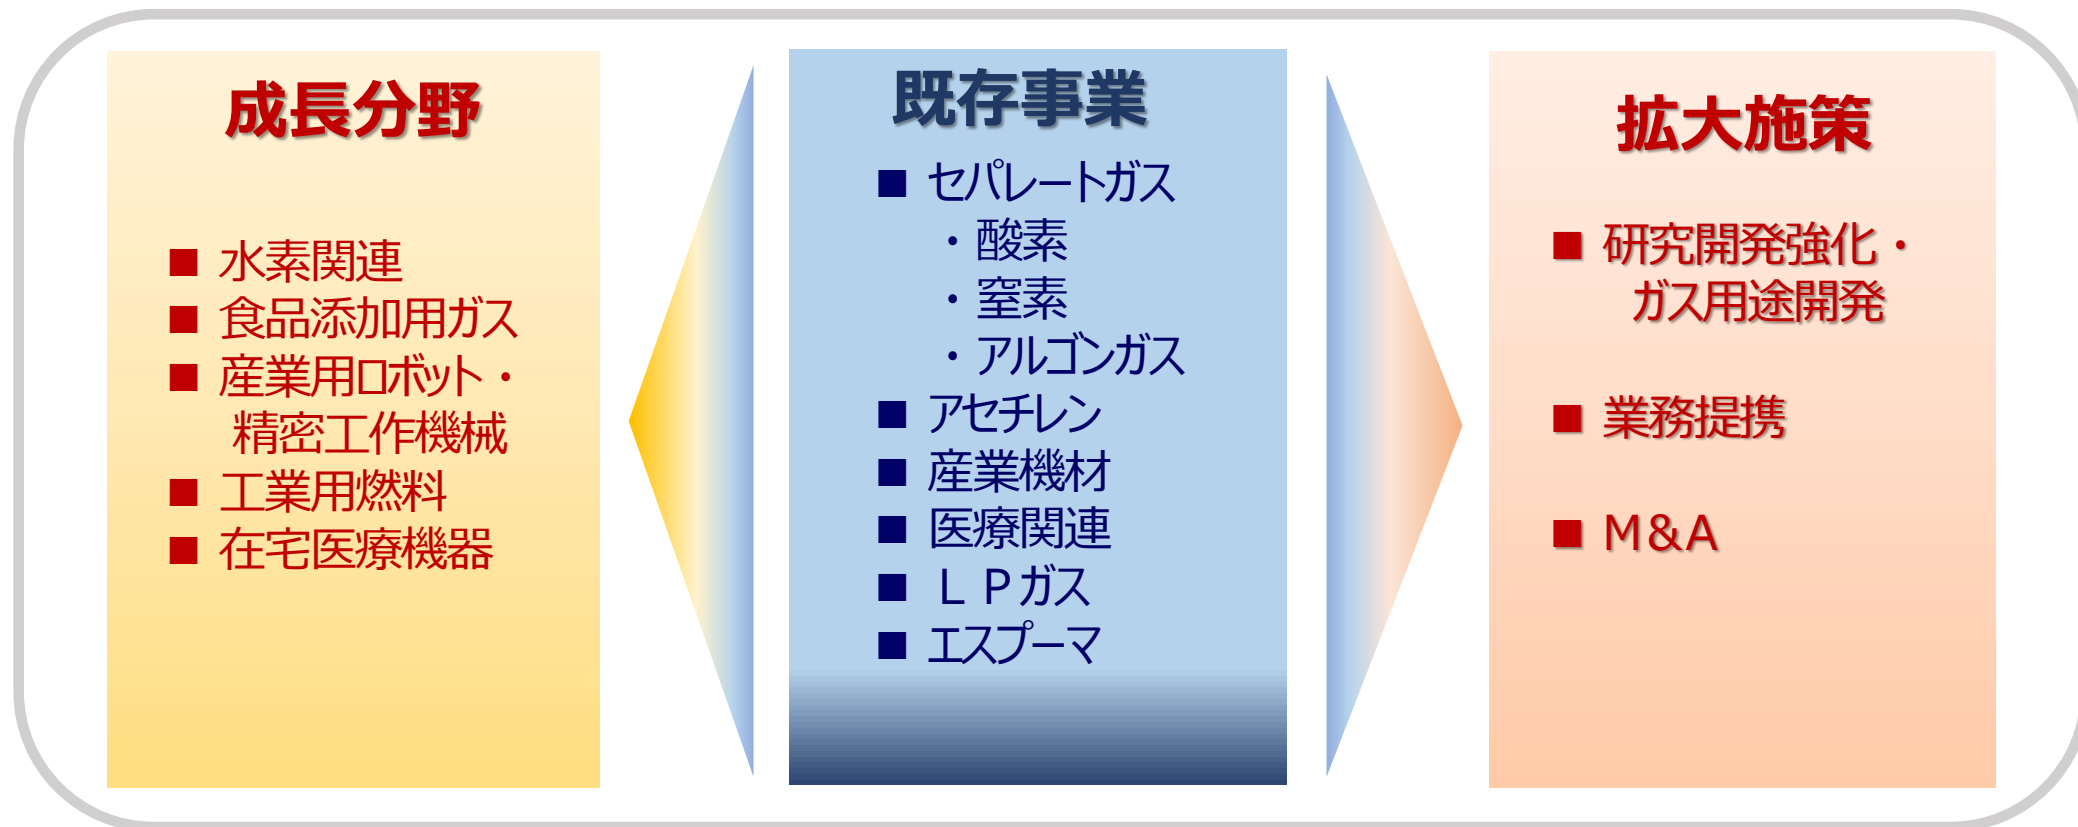 成長分野
■ 水素関連
■ 食品添加用ガス
■ 産業用ロボット・
精密工作機械
■ 工業用燃料
■ 在宅医療機器
既存事業
■ セパレートガス
・酸素
・窒素
・アルゴンガス
■ アセチレン
■ 産業機材
■ 医療関連
■ ＬＰガス
■ エスプーマ
拡大施策
■ 研究開発強化・
ガス用途開発
■ 業務提携
■ Ｍ&A